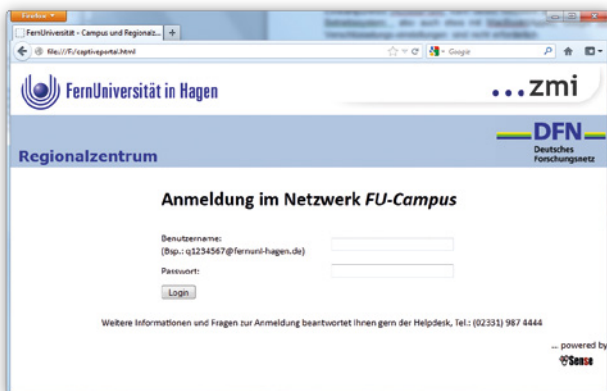 Firefox
FernUniversität - Campus und Regionalz...
file:///F:/captiveportal.html
Google
FernUniversität in Hagen
...zmi
Regionalzentrum
DFN
Deutsches
Forschungsnetz
Anmeldung im Netzwerk FU-Campus
Benutzername:
(Bsp.: q1234567@fernuni-hagen.de)
Passwort:
Login
Weitere Informationen und Fragen zur Anmeldung beantwortet Ihnen gern der Helpdesk, Tel.: (02331) 987 4444
... powered by
Sense